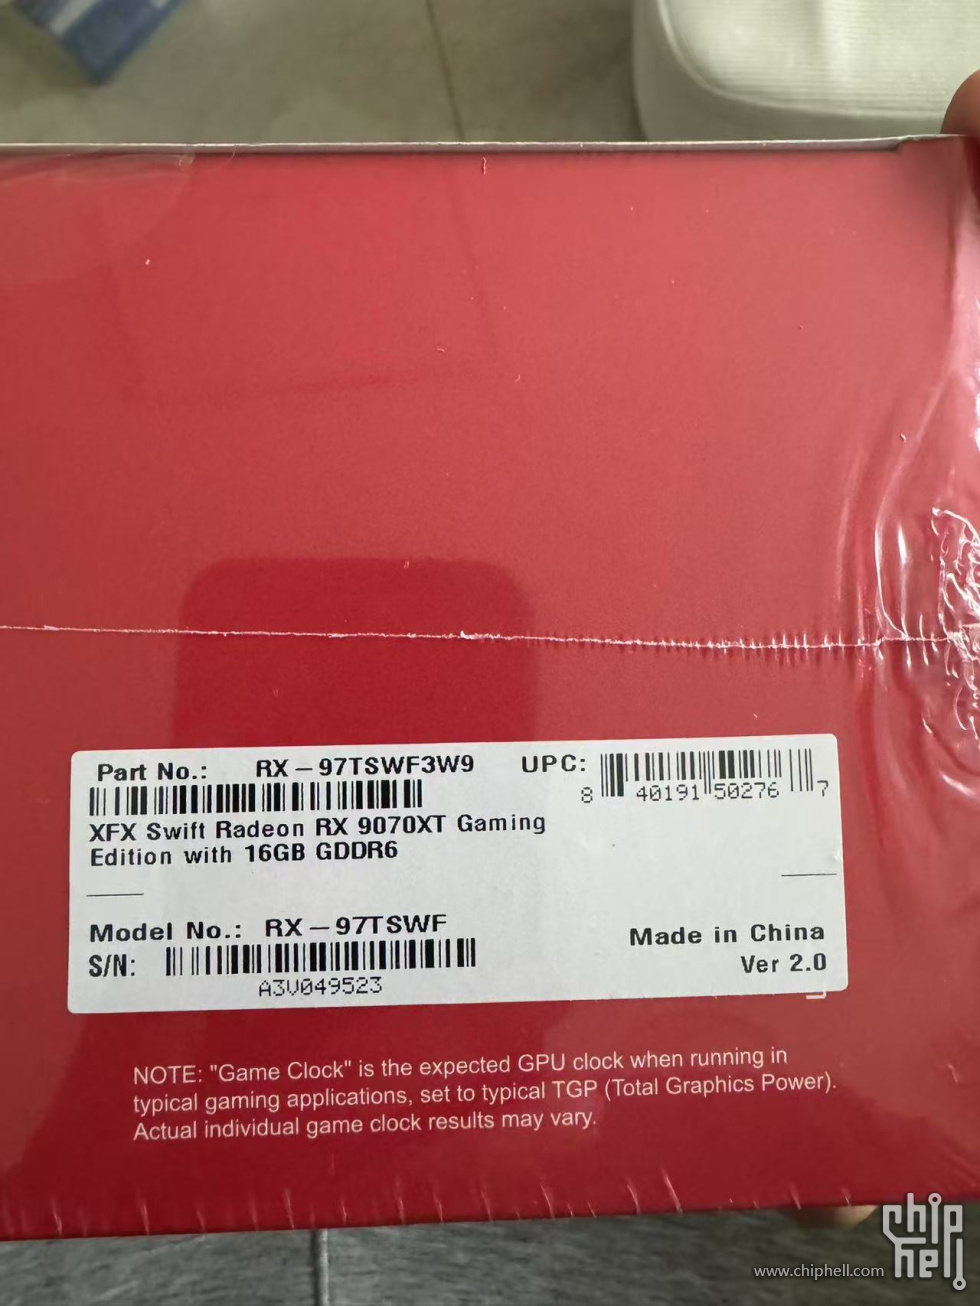 Part No.: RX-97TSWF3W9 UPC:
8 40191 50276 7
XFX Swift Radeon RX 9070XT Gaming
Edition with 16GB GDDR6
Model No.: RX-97TSWF
S/N:
A3V049523
Made in China
Ver 2.0
NOTE: "Game Clock" is the expected GPU clock when running in
typical gaming applications, set to typical TGP (Total Graphics Power).
Actual individual game clock results may vary.
chip
hell
www.chiphell.com